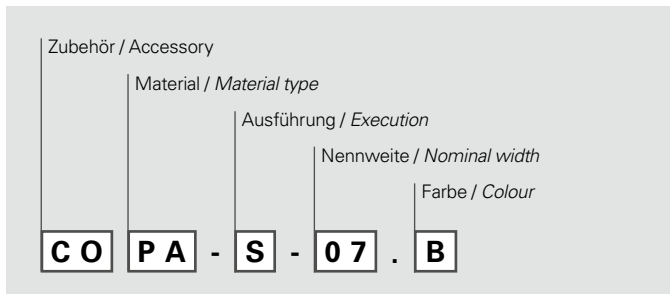 Zubehör / Accessory
Material / Material type
Ausführung / Execution
Nennweite / Nominal width
Farbe / Colour
CO PA - S - 07 . B